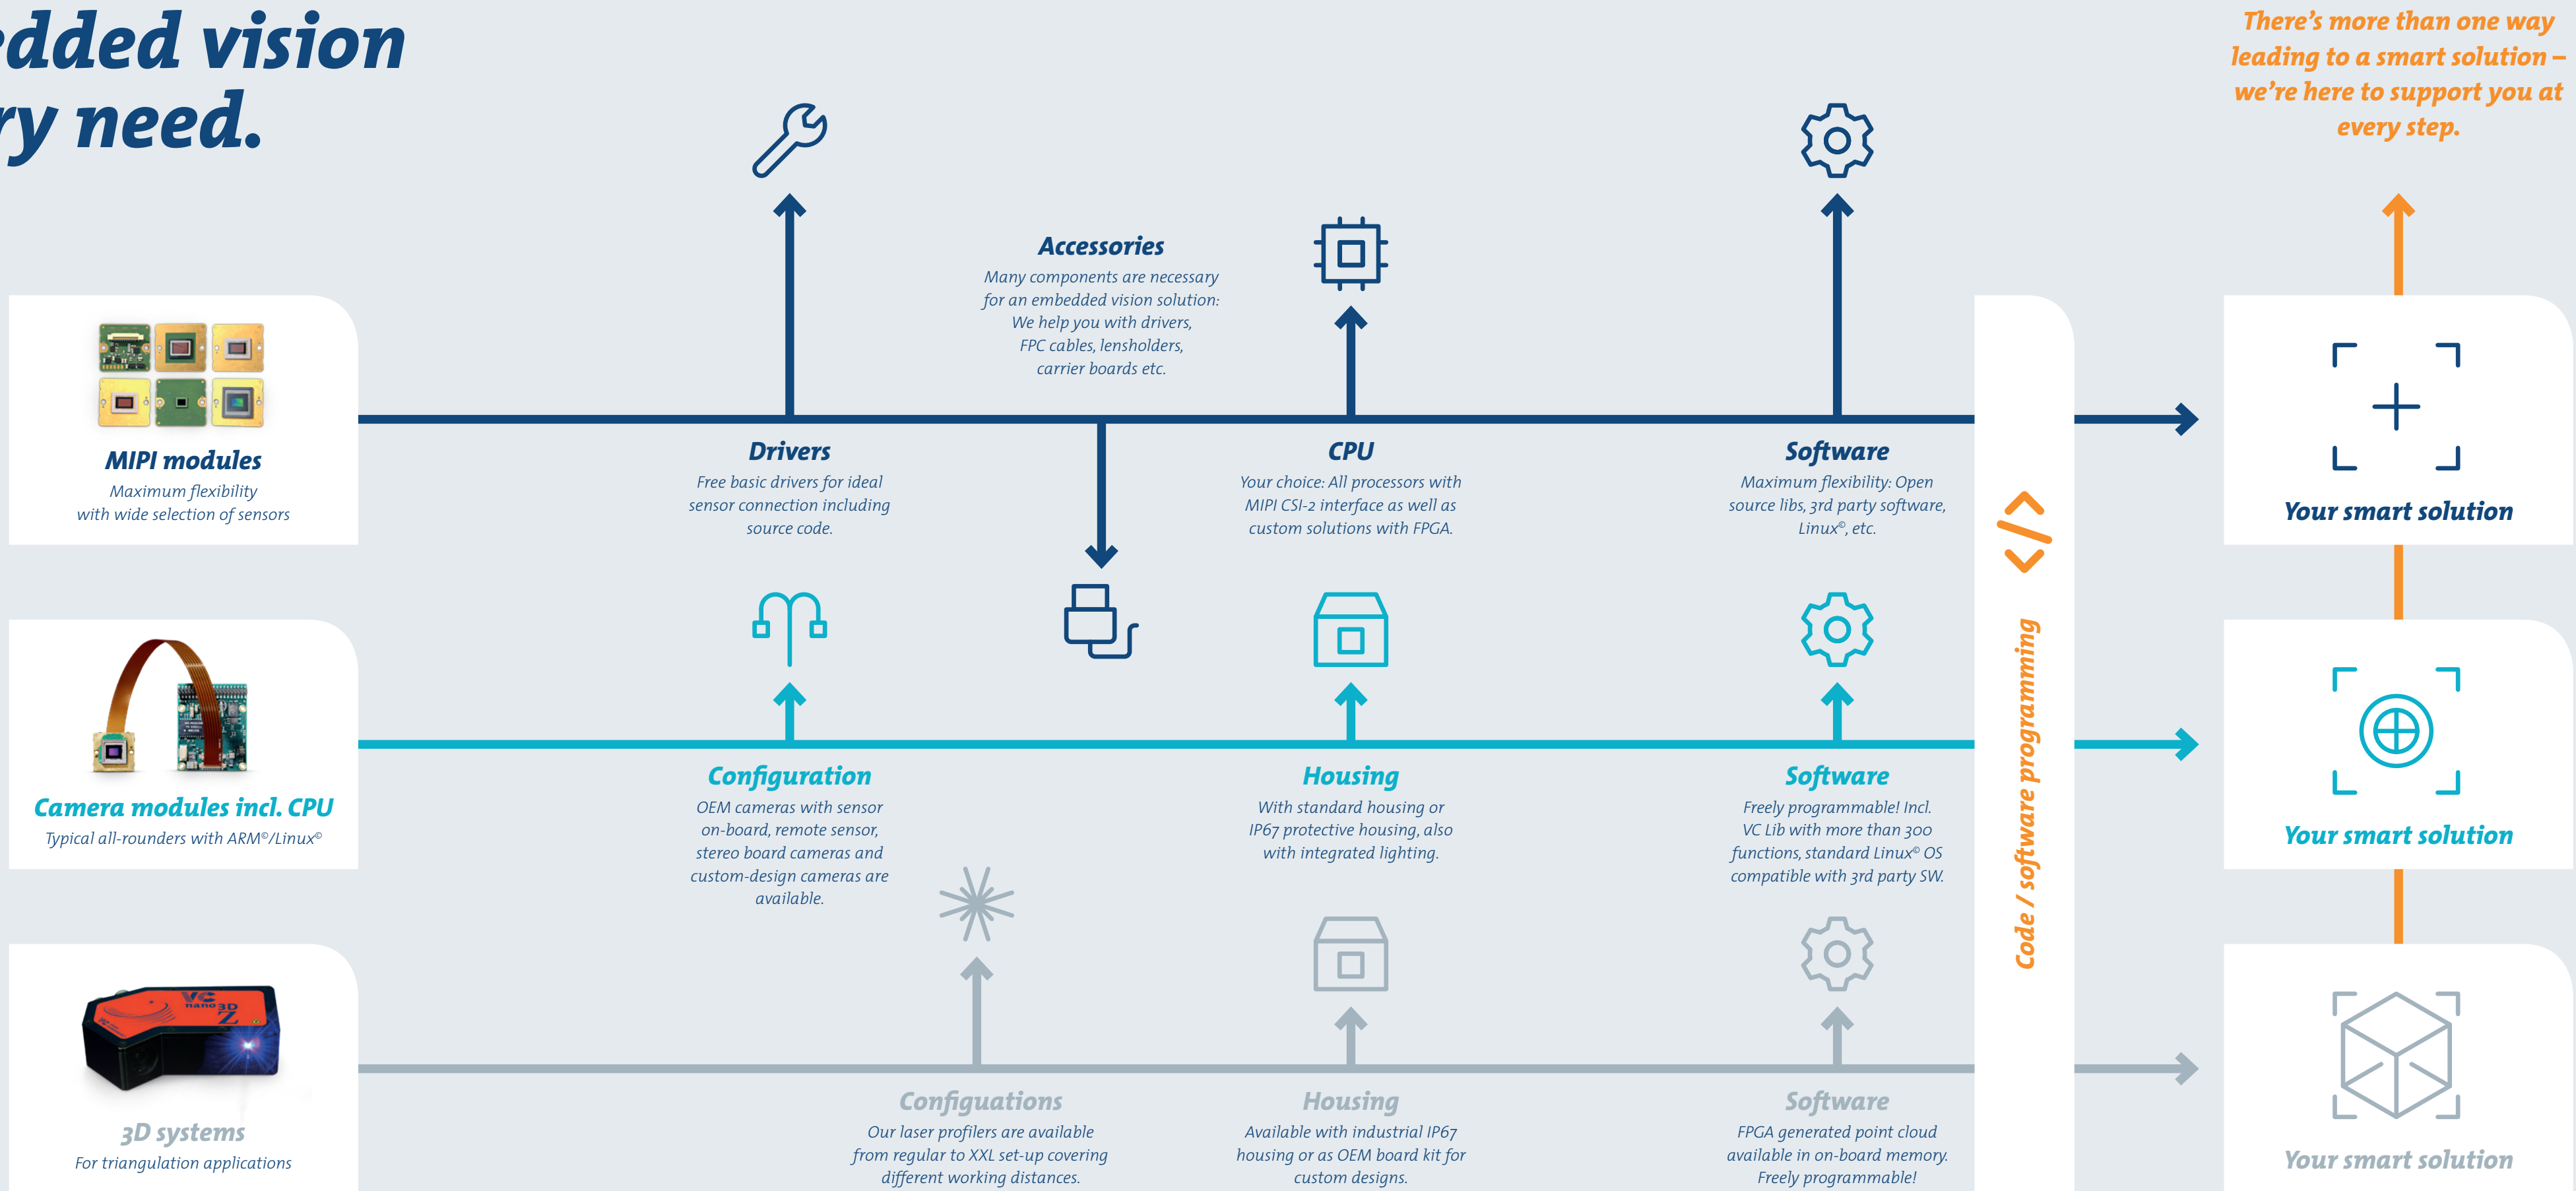 edded vision
ry need.
There's more than one way
leading to a smart solution –
we're here to support you at
every step.
Accessories
Many components are necessary
for an embedded vision solution:
We help you with drivers,
FPC cables, lensholders,
carrier boards etc.
MIPI modules
Maximum flexibility
with wide selection of sensors
Drivers
Free basic drivers for ideal
sensor connection including
source code.
CPU
Your choice: All processors with
MIPI CSI-2 interface as well as
custom solutions with FPGA.
Software
Maximum flexibility: Open
source libs, 3rd party software,
Linux©, etc.
Your smart solution
Code / software programming
Camera modules incl. CPU
Typical all-rounders with ARM©/Linux©
Configuration
OEM cameras with sensor
on-board, remote sensor,
stereo board cameras and
custom-design cameras are
available.
Housing
With standard housing or
IP67 protective housing, also
with integrated lighting.
Software
Freely programmable! Incl.
VC Lib with more than 300
functions, standard Linux© OS
compatible with 3rd party SW.
Your smart solution
VC
nano 3D
Z
3D systems
For triangulation applications
Configuations
Our laser profilers are available
from regular to XXL set-up covering
different working distances.
Housing
Available with industrial IP67
housing or as OEM board kit for
custom designs.
Software
FPGA generated point cloud
available in on-board memory.
Freely programmable!
Your smart solution